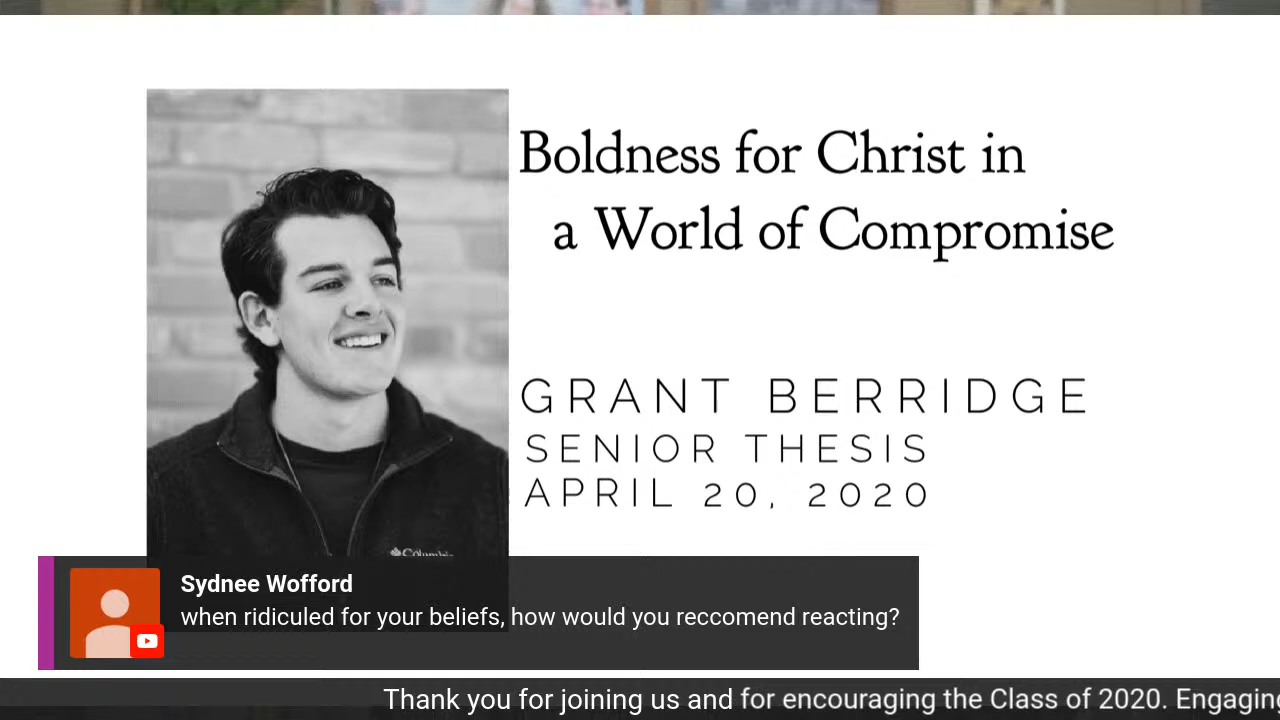 Boldness for Christ in
a World of Compromise
GRANT BERRIDGE
SENIOR THESIS
APRIL 20, 2020
Columbia
Sydnee Wofford
when ridiculed for your beliefs, how would you reccomend reacting?
Thank you for joining us and for encouraging the Class of 2020. Engaging